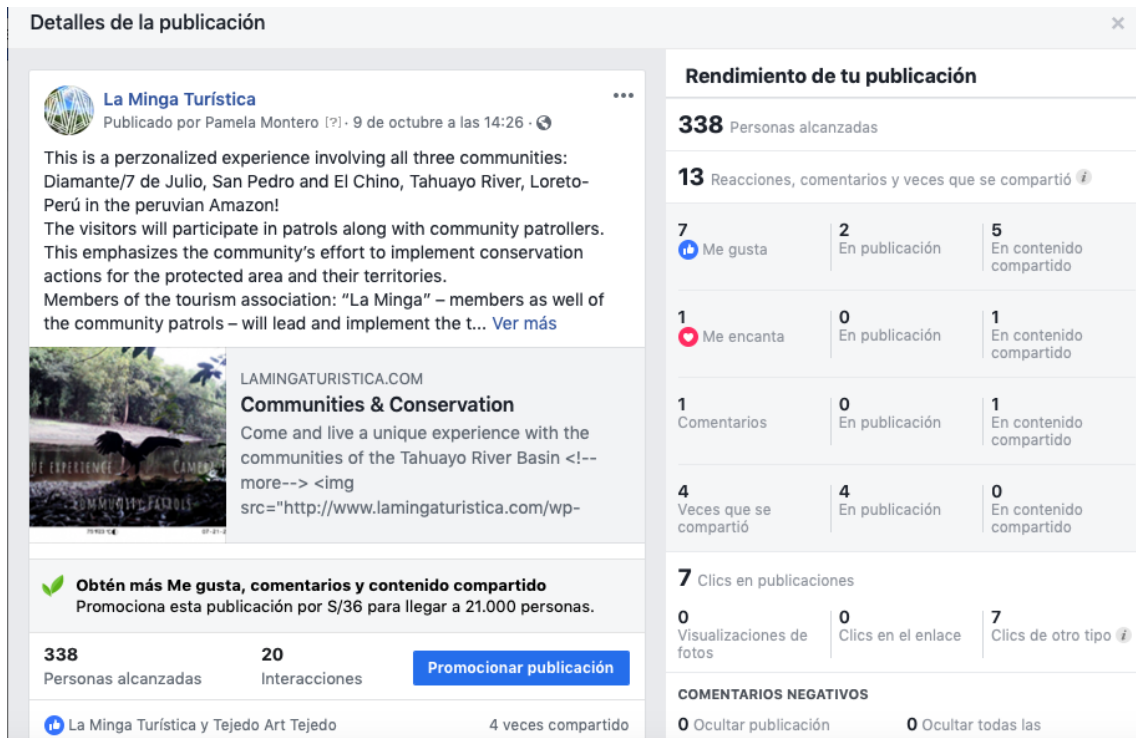 Detalles de la publicación
La Minga Turística
Publicado por Pamela Montero [?] · 9 de octubre a las 14:26 ·
This is a perzonalized experience involving all three communities:
Diamante/7 de Julio, San Pedro and El Chino, Tahuayo River, Loreto-
Perú in the peruvian Amazon!
The visitors will participate in patrols along with community patrollers.
This emphasizes the community's effort to implement conservation
actions for the protected area and their territories.
Members of the tourism association: “La Minga” – members as well of
the community patrols – will lead and implement the t... Ver más
UE EXPERIENCE
CAMERA
COMMUNITY PATROLS
LAMINGATURISTICA.COM
Communities & Conservation
Come and live a unique experience with the
communities of the Tahuayo River Basin <!--
more--> <img
src="http://www.lamingaturistica.com/wp-
Obtén más Me gusta, comentarios y contenido compartido
Promociona esta publicación por S/36 para llegar a 21.000 personas.
338
Personas alcanzadas
20
Interacciones
Promocionar publicación
La Minga Turística y Tejedo Art Tejedo
4 veces compartido
Rendimiento de tu publicación
338 Personas alcanzadas
13 Reacciones, comentarios y veces que se compartió
7
Me gusta
2
En publicación
5
En contenido
compartido
1
Me encanta
0
En publicación
1
En contenido
compartido
1
Comentarios
0
En publicación
1
En contenido
compartido
4
Veces que se
compartió
4
En publicación
0
En contenido
compartido
7 Clics en publicaciones
0
Visualizaciones de
fotos
0
Clics en el enlace
7
Clics de otro tipo
COMENTARIOS NEGATIVOS
0 Ocultar publicación
0 Ocultar todas las